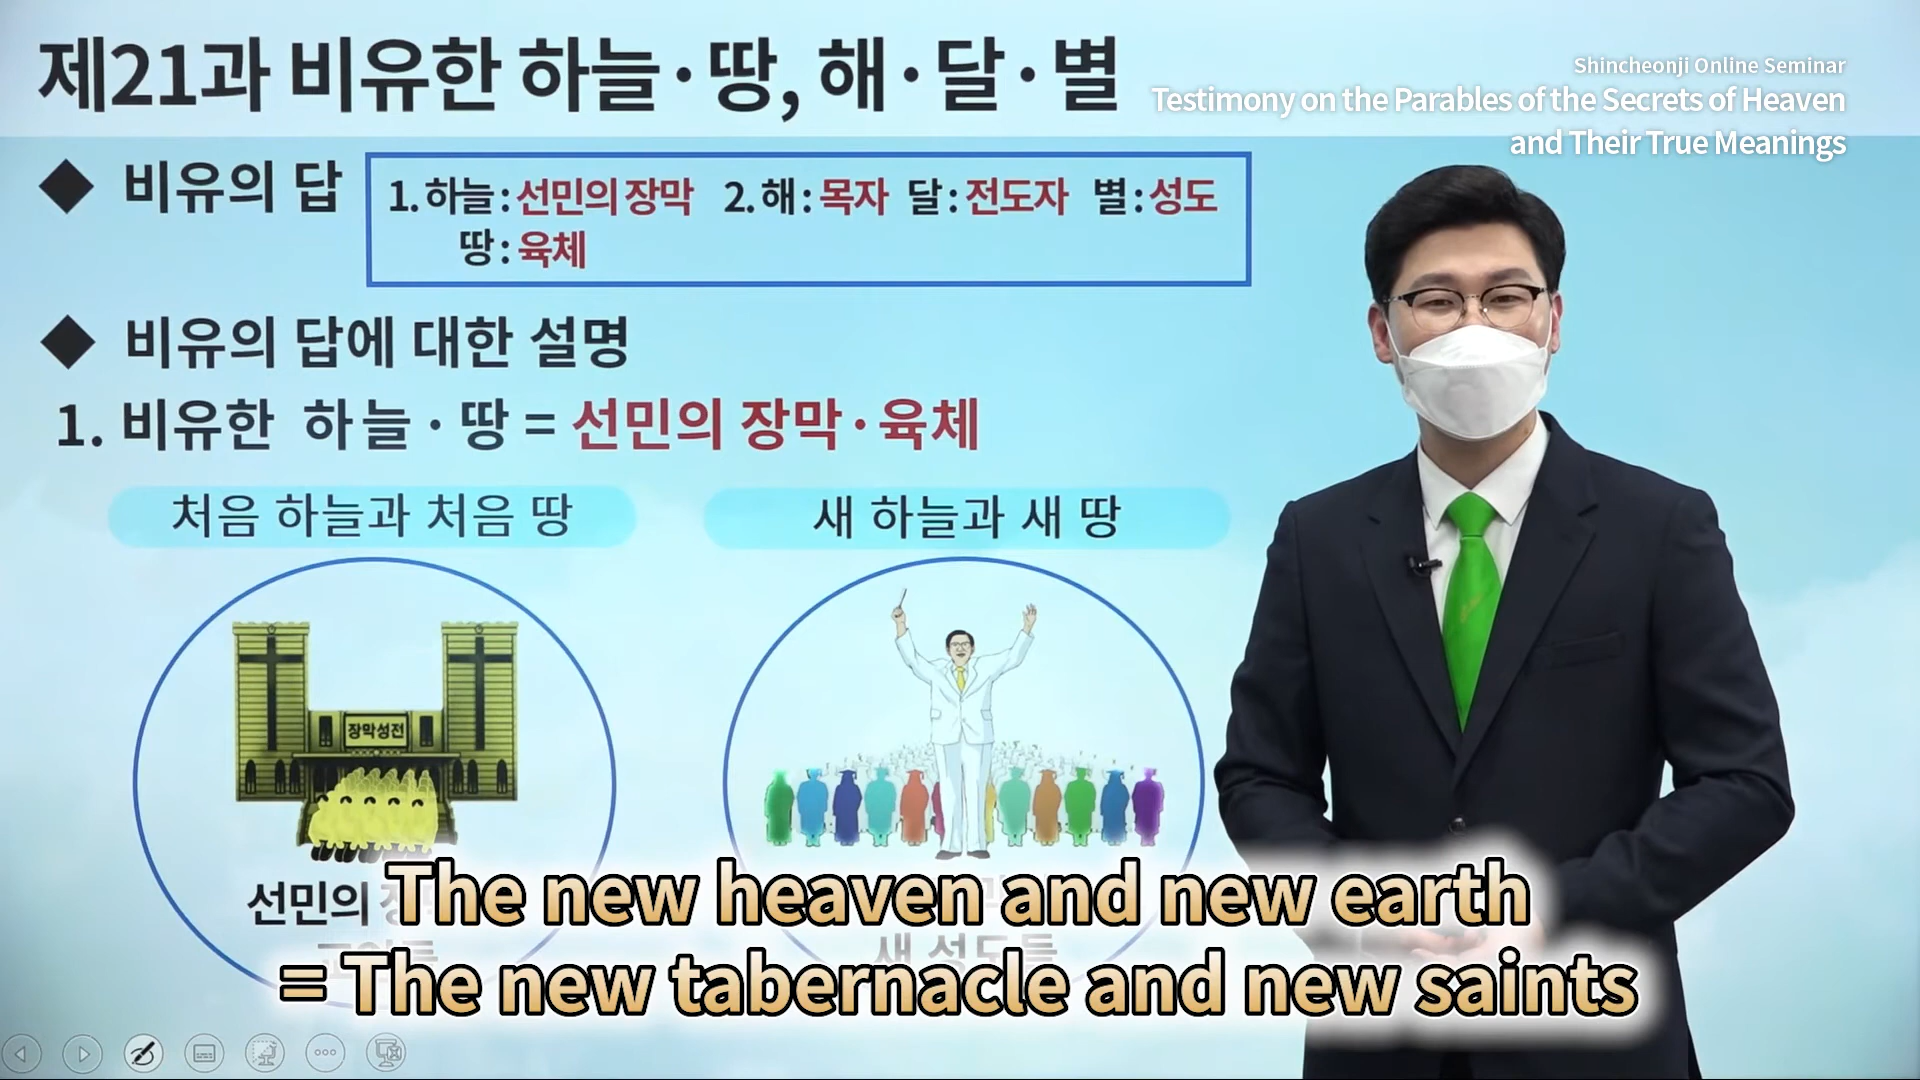 제21과 비유한 하늘·땅, 해·달·별
Shincheonji Online Seminar
Testimony on the Parables of the Secrets of Heaven
and Their True Meanings
◆ 비유의 답
1. 하늘 : 선민의 장막 2. 해 : 목자 달 : 전도자 별 : 성도
땅 : 육체
◆ 비유의 답에 대한 설명
1. 비유한 하늘 · 땅 = 선민의 장막 · 육체
처음 하늘과 처음 땅
새 하늘과 새 땅
장막성전
선민의
새 성도들
The new heaven and new earth
= The new tabernacle and new saints